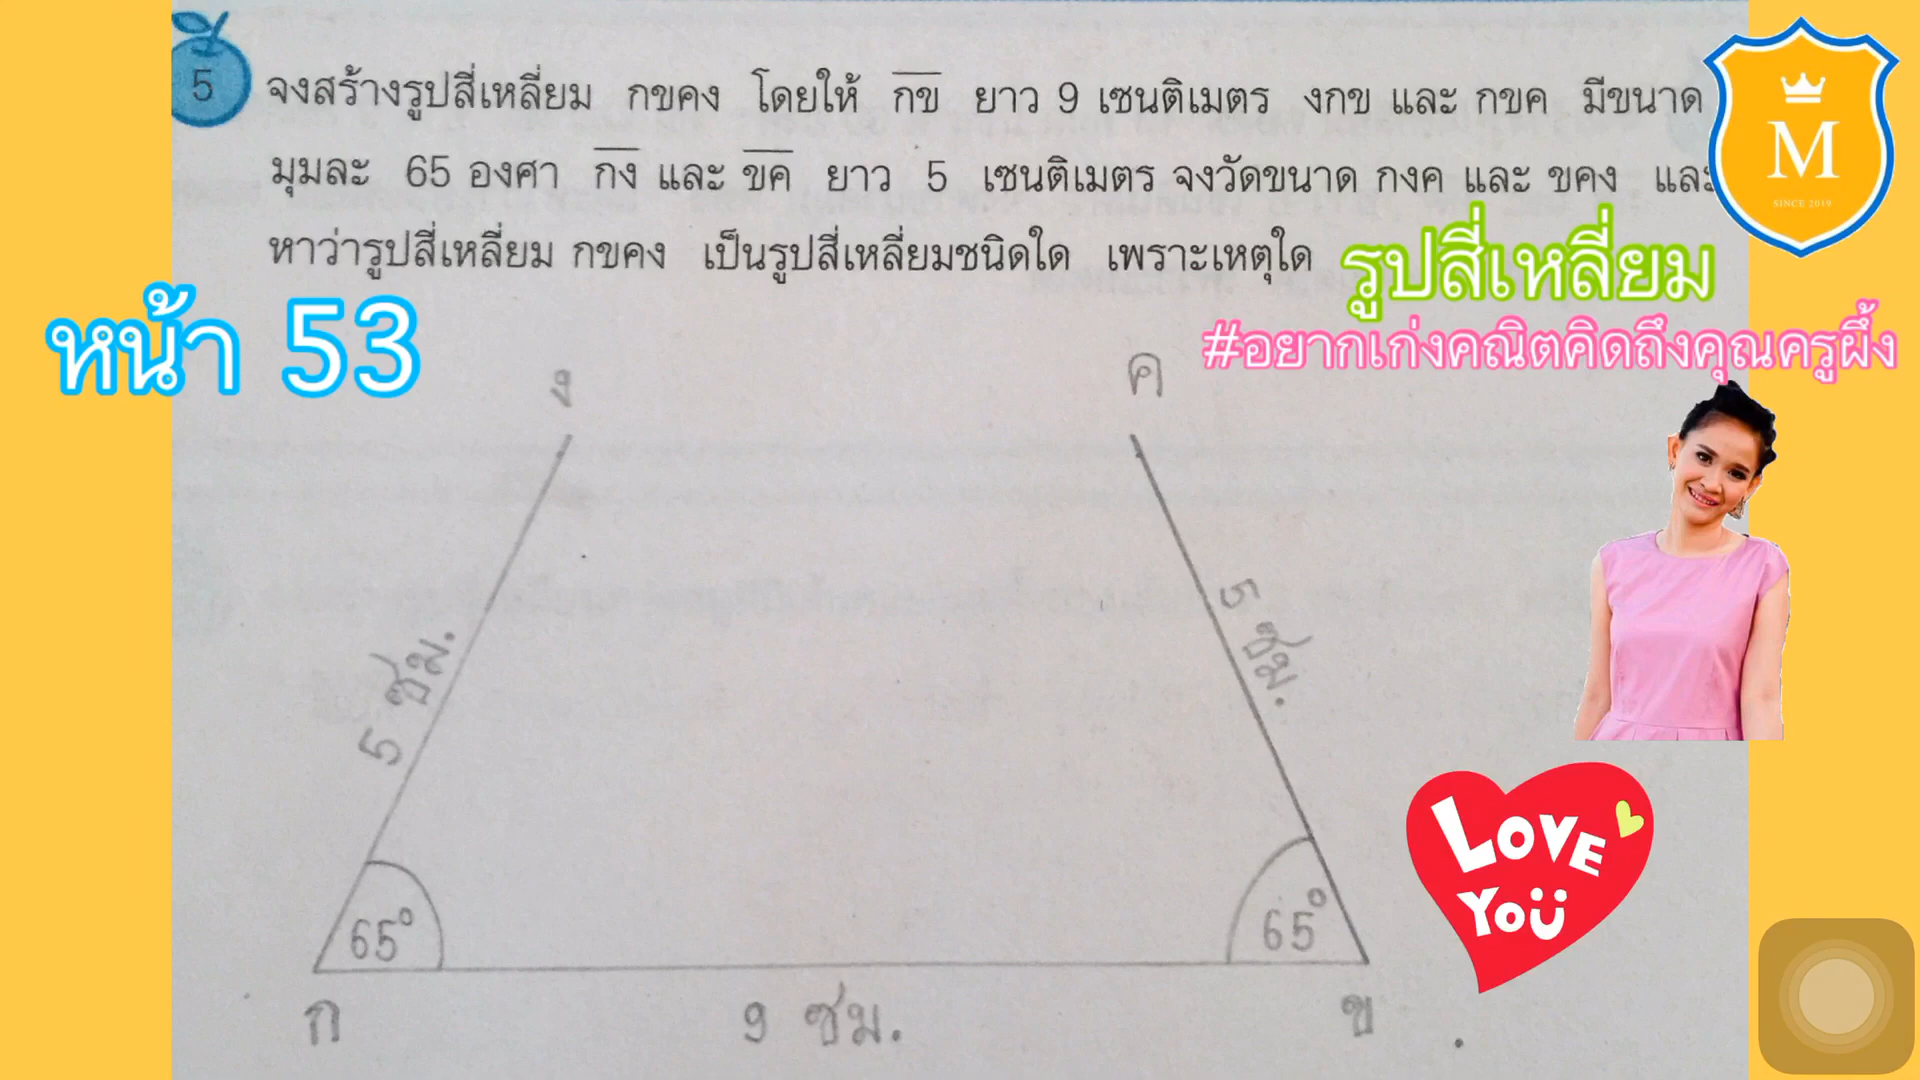 5 จงสร้างรูปสี่เหลี่ยม กขคง โดยให้ กข ยาว 9 เซนติเมตร งกข และ กขค มีขนาด
มุมละ 65 องศา กง และ ขค ยาว 5 เซนติเมตร จงวัดขนาด กงค และ ขคง และ
หาว่ารูปสี่เหลี่ยม กขคง เป็นรูปสี่เหลี่ยมชนิดใด เพราะเหตุใด
M
SINCE 2019
รูปสี่เหลี่ยม
หน้า 53
#อยากเก่งคณิตคิดถึงคุณครูผึ้ง
ง
ค
5 ซม.
5 ซม.
65°
65°
LOVE
YOU
ก
9 ซม.
ข